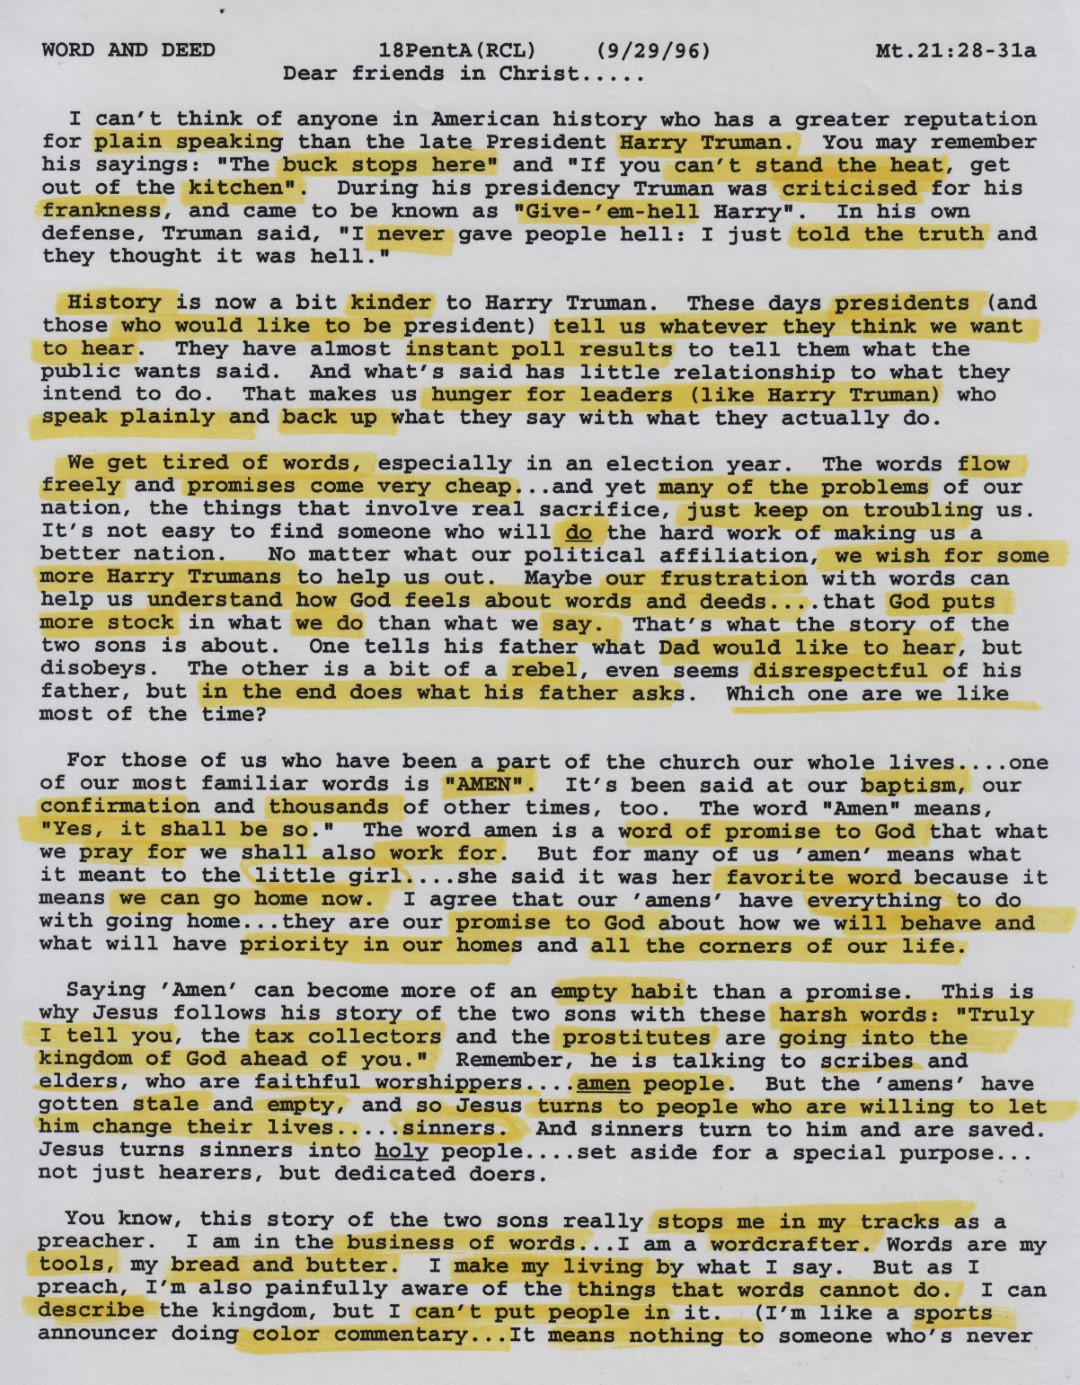 WORD AND DEED 18PentA(RCL) (9/29/96) Mt.21:28-31a
Dear friends in Christ.....
I can't think of anyone in American history who has a greater reputation
for plain speaking than the late President Harry Truman. You may remember
his sayings: "The buck stops here" and "If you can't stand the heat, get
out of the kitchen". During his presidency Truman was criticised for his
frankness, and came to be known as "Give-'em-hell Harry". In his own
defense, Truman said, "I never gave people hell: I just told the truth and
they thought it was hell."
History is now a bit kinder to Harry Truman. These days presidents (and
those who would like to be president) tell us whatever they think we want
to hear. They have almost instant poll results to tell them what the
public wants said. And what's said has little relationship to what they
intend to do. That makes us hunger for leaders (like Harry Truman) who
speak plainly and back up what they say with what they actually do.
We get tired of words, especially in an election year. The words flow
freely and promises come very cheap...and yet many of the problems of our
nation, the things that involve real sacrifice, just keep on troubling us.
It's not easy to find someone who will do the hard work of making us a
better nation. No matter what our political affiliation, we wish for some
more Harry Trumans to help us out. Maybe our frustration with words can
help us understand how God feels about words and deeds....that God puts
more stock in what we do than what we say. That's what the story of the
two sons is about. One tells his father what Dad would like to hear, but
disobeys. The other is a bit of a rebel, even seems disrespectful of his
father, but in the end does what his father asks. Which one are we like
most of the time?
For those of us who have been a part of the church our whole lives....one
of our most familiar words is "AMEN". It's been said at our baptism, our
confirmation and thousands of other times, too. The word "Amen" means,
"Yes, it shall be so." The word amen is a word of promise to God that what
we pray for we shall also work for. But for many of us 'amen' means what
it meant to the little girl....she said it was her favorite word because it
means we can go home now. I agree that our 'amens' have everything to do
with going home...they are our promise to God about how we will behave and
what will have priority in our homes and all the corners of our life.
Saying 'Amen' can become more of an empty habit than a promise. This is
why Jesus follows his story of the two sons with these harsh words: "Truly
I tell you, the tax collectors and the prostitutes are going into the
kingdom of God ahead of you." Remember, he is talking to scribes and
elders, who are faithful worshippers....amen people. But the 'amens' have
gotten stale and empty, and so Jesus turns to people who are willing to let
him change their lives.....sinners. And sinners turn to him and are saved.
Jesus turns sinners into holy people....set aside for a special purpose...
not just hearers, but dedicated doers.
You know, this story of the two sons really stops me in my tracks as a
preacher. I am in the business of words...I am a wordcrafter. Words are my
tools, my bread and butter. I make my living by what I say. But as I
preach, I'm also painfully aware of the things that words cannot do. I can
describe the kingdom, but I can't put people in it. (I'm like a sports
announcer doing color commentary...It means nothing to someone who's never